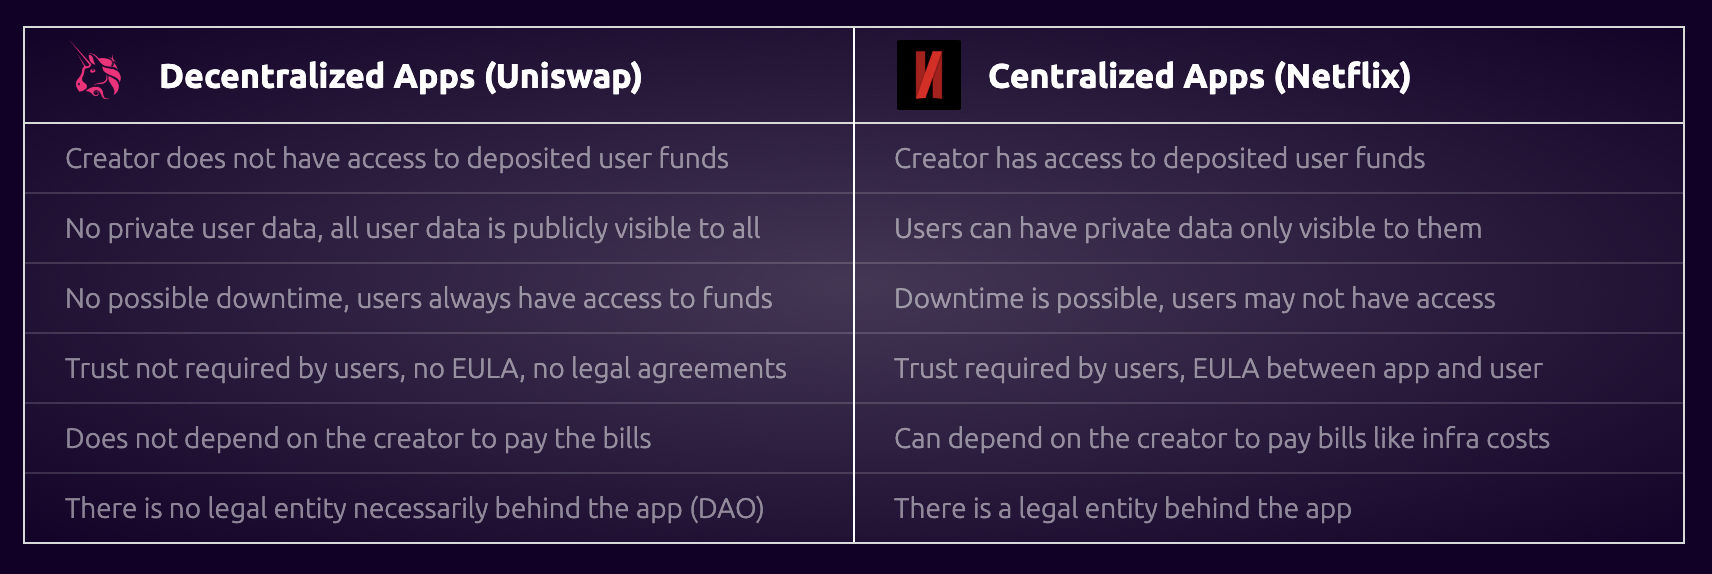 Decentralized Apps (Uniswap)
Centralized Apps (Netflix)
Creator does not have access to deposited user funds
Creator has access to deposited user funds
No private user data, all user data is publicly visible to all
Users can have private data only visible to them
No possible downtime, users always have access to funds
Downtime is possible, users may not have access
Trust not required by users, no EULA, no legal agreements
Trust required by users, EULA between app and user
Does not depend on the creator to pay the bills
Can depend on the creator to pay bills like infra costs
There is no legal entity necessarily behind the app (DAO)
There is a legal entity behind the app